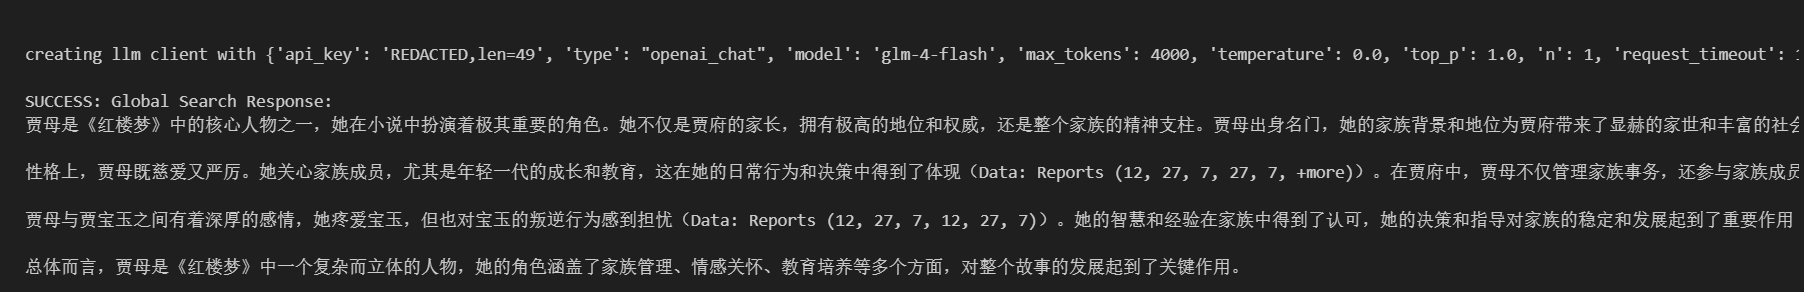 creating llm client with {'api_key': 'REDACTED,len=49', 'type': "openai_chat", 'model': 'glm-4-flash', 'max_tokens': 4000, 'temperature': 0.0, 'top_p': 1.0, 'n': 1, 'request_timeout':
SUCCESS: Global Search Response:
贾母是《红楼梦》中的核心人物之一，她在小说中扮演着极其重要的角色。她不仅是贾府的家长，拥有极高的地位和权威，还是整个家族的精神支柱。贾母出身名门，她的家族背景和地位为贾府带来了显赫的家世和丰富的社会
性格上，贾母既慈爱又严厉。她关心家族成员，尤其是年轻一代的成长和教育，这在她的日常行为和决策中得到了体现（Data: Reports (12, 27, 7, 27, 7, +more)）。在贾府中，贾母不仅管理家族事务，还参与家族成员
贾母与贾宝玉之间有着深厚的感情，她疼爱宝玉，但也对宝玉的叛逆行为感到担忧（Data: Reports (12, 27, 7, 12, 27, 7)）。她的智慧和经验在家族中得到了认可，她的决策和指导对家族的稳定和发展起到了重要作用
总体而言，贾母是《红楼梦》中一个复杂而立体的人物，她的角色涵盖了家族管理、情感关怀、教育培养等多个方面，对整个故事的发展起到了关键作用。